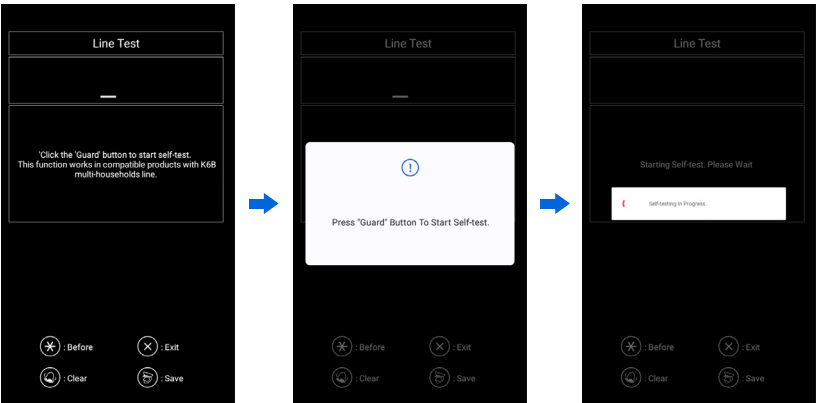 Line Test
'Click the 'Guard' button to start self-test.
This function works in compatible products with K6B
multi-households line.
: Before
: Exit
: Clear
: Save
Line Test
Press "Guard" Button To Start Self-test.
: Before
: Exit
: Clear
: Save
Line Test
Starting Self-test. Please Wait
Self-testing In Progress
: Before
: Exit
: Clear
: Save